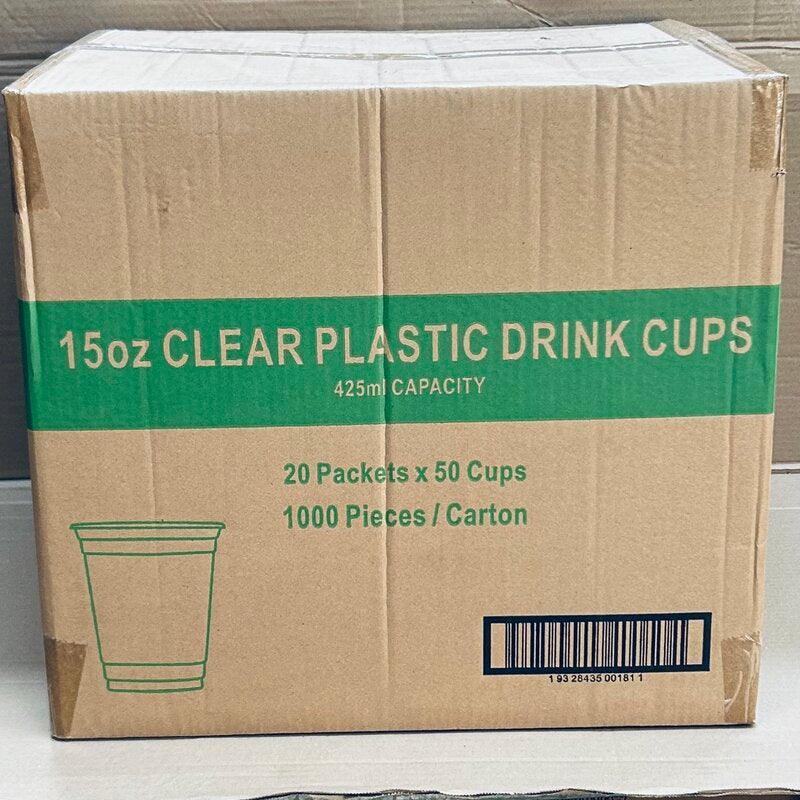 15oz CLEAR PLASTIC DRINK CUPS
425ml CAPACITY
20 Packets x 50 Cups
1000 Pieces / Carton
1 93 28435 00181 1